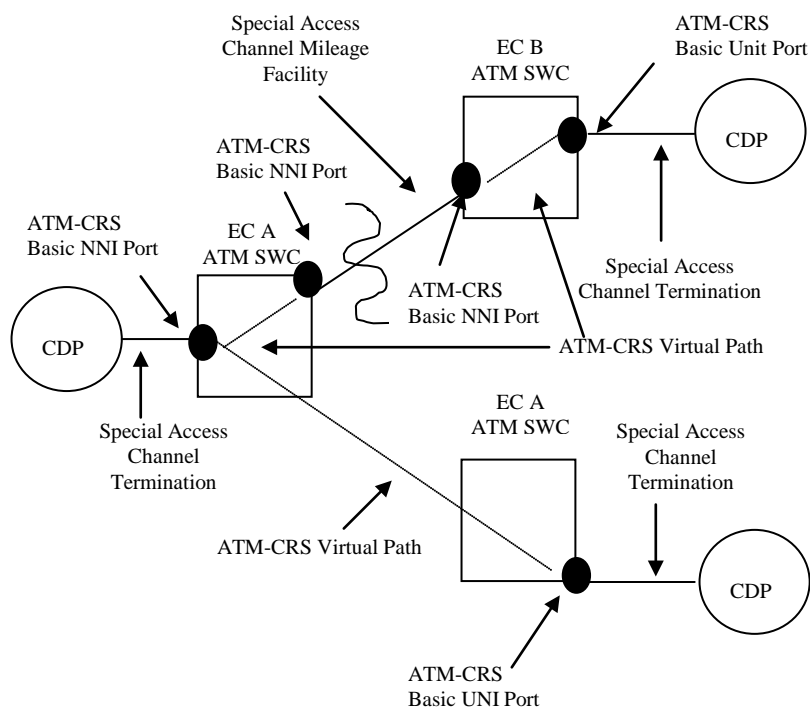 Special Access
Channel Mileage
Facility
EC B
ATM SWC
ATM-CRS
Basic Unit Port
CDP
ATM-CRS
Basic NNI Port
ATM-CRS
Basic NNI Port
EC A
ATM SWC
ATM-CRS
Basic NNI Port
Special Access
Channel Termination
CDP
ATM-CRS Virtual Path
Special Access
Channel
Termination
EC A
ATM SWC
Special Access
Channel
Termination
ATM-CRS Virtual Path
CDP
ATM-CRS
Basic UNI Port